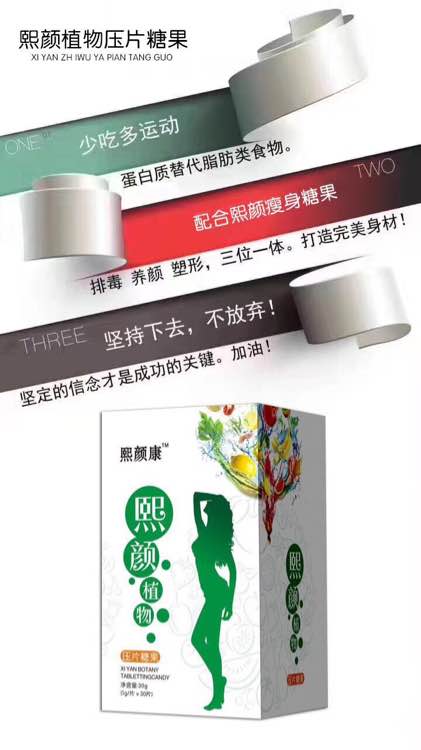 熙颜植物压片糖果
XI YAN ZH IWU YA PIAN TANG GUO
ONE
少吃多运动
蛋白质替代脂肪类食物。
TWO
配合熙颜瘦身糖果
排毒 养颜 塑形，三位一体。打造完美身材！
THREE
坚持下去，不放弃！
坚定的信念才是成功的关键。加油！
熙颜康™
熙颜植物
压片糖果
XI YAN BOTANY
TABLETTINGCANDY
净含量:30g
(1g/片 x 30片)
熙颜植物
压片糖果